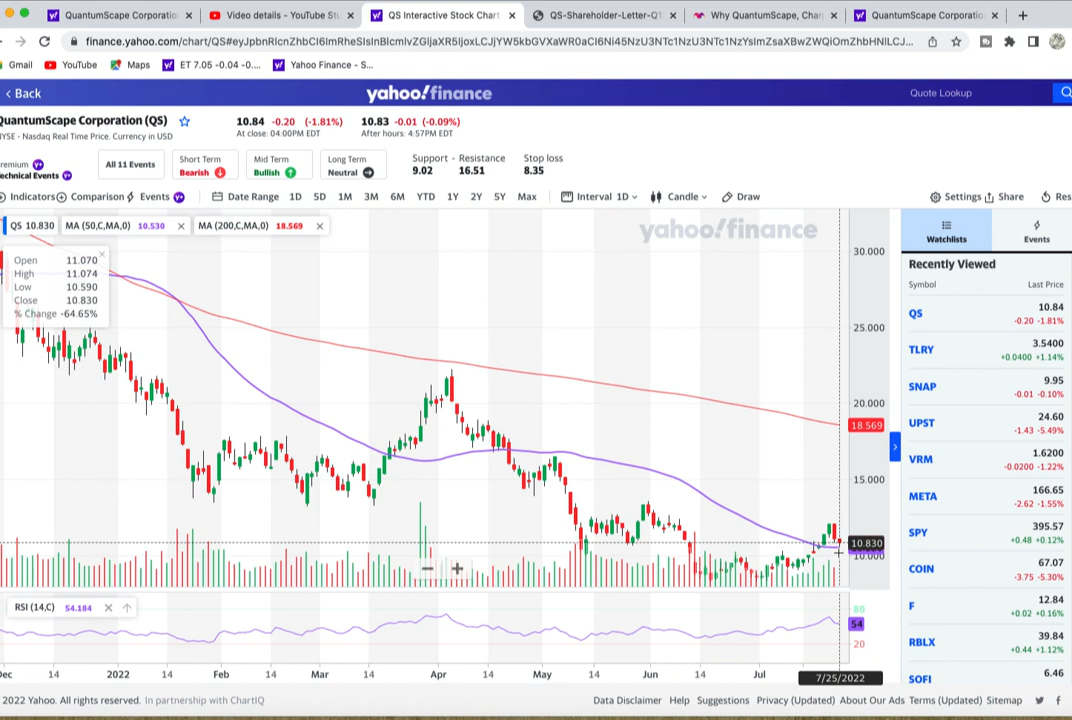 QuantumScape Corporatio
Video details - YouTube Stu
QS Interactive Stock Chart
QS-Shareholder-Letter-Q1
Why QuantumScape, Char
QuantumScape Corporatio
finance.yahoo.com/chart/QS#eyJpbnRlcnZhbCI6ImRheSIsInBlcmlvZGljaXR5IjoxLCJjYW5kbGVXaWR0aCI6Ni45NzU3NTc1NzU3NTc1NzYsImZsaXBwZWQiOmZhbHNlLC...
Gmail
YouTube
Maps
ET 7.05 -0.04 -0....
Yahoo Finance - S...
< Back
yahoo!finance
Quote Lookup
QuantumScape Corporation (QS)
10.84 -0.20 (-1.81%)
10.83 -0.01 (-0.09%)
NYSE - Nasdaq Real Time Price. Currency in USD
At close: 04:00PM EDT
After hours: 4:57PM EDT
remium Y+
echnical Events Y+
All 11 Events
Short Term
Bearish
Mid Term
Bullish
Long Term
Neutral
Support - Resistance
9.02 16.51
Stop loss
8.35
Indicators
Comparison
Events Y+
Date Range
1D
5D
1M
3M
6M
YTD
1Y
2Y
5Y
Max
Interval 1D
Candle
Draw
Settings
Share
Res
QS 10.830
MA (50,C,MA,0) 10.530
MA (200,C,MA,0) 18.569
Open 11.070
High 11.074
Low 10.590
Close 10.830
% Change -64.65%
yahoo!finance
30.000
25.000
20.000
18.569
15.000
10.830
10.000
RSI (14,C) 54.184
80
54
20
Dec
14
2022
14
Feb
14
Mar
14
Apr
14
May
14
Jun
14
Jul
7/25/2022
Watchlists
Events
Recently Viewed
Symbol Last Price
QS 10.84
-0.20 -1.81%
TLRY 3.5400
+0.0400 +1.14%
SNAP 9.95
-0.01 -0.10%
UPST 24.60
-1.43 -5.49%
VRM 1.6200
-0.0200 -1.22%
META 166.65
-2.62 -1.55%
SPY 395.57
+0.48 +0.12%
COIN 67.07
-3.75 -5.30%
F 12.84
+0.02 +0.16%
RBLX 39.84
+0.44 +1.12%
SOFI 6.46
2022 Yahoo. All rights reserved. In partnership with ChartIQ
Data Disclaimer Help Suggestions Privacy (Updated) About Our Ads Terms (Updated) Sitemap